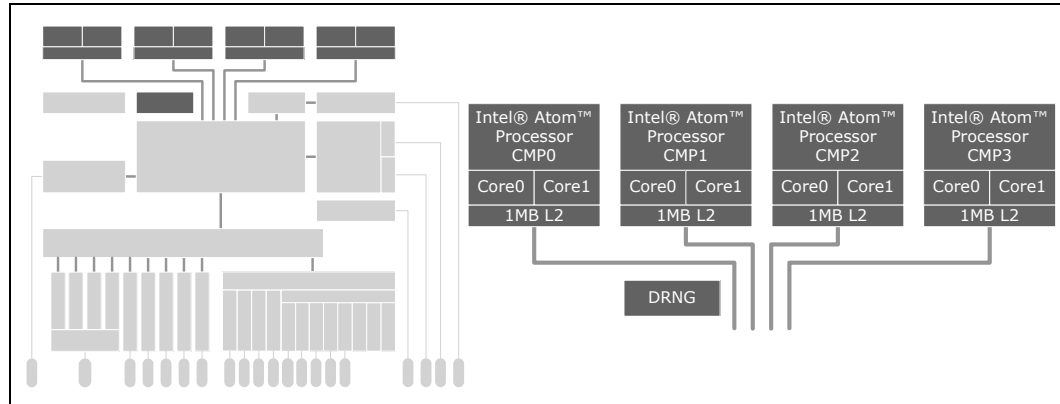 Intel® Atom™
Processor
CMP0
Core0 Core1
1MB L2
Intel® Atom™
Processor
CMP1
Core0 Core1
1MB L2
Intel® Atom™
Processor
CMP2
Core0 Core1
1MB L2
Intel® Atom™
Processor
CMP3
Core0 Core1
1MB L2
DRNG